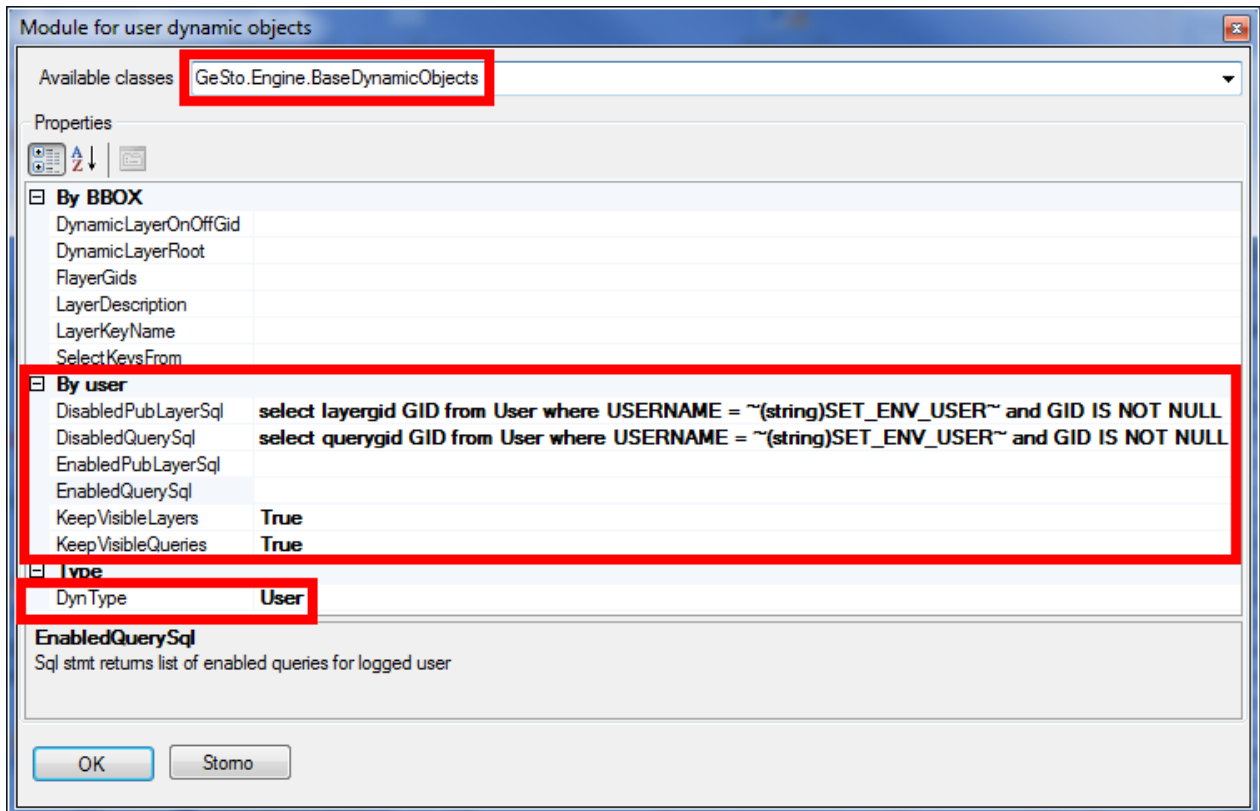 Module for user dynamic objects
Available classes GeSto.Engine.BaseDynamicObjects
Properties
By BBOX
DynamicLayerOnOffGid
DynamicLayerRoot
FlayerGids
LayerDescription
LayerKeyName
SelectKeysFrom
By user
DisabledPubLayerSql select layergid GID from User where USERNAME = ~(string)SET_ENV_USER~ and GID IS NOT NULL
DisabledQuerySql select querygid GID from User where USERNAME = ~(string)SET_ENV_USER~ and GID IS NOT NULL
EnabledPubLayerSql
EnabledQuerySql
KeepVisibleLayers True
KeepVisibleQueries True
Type
DynType User
EnabledQuerySql
Sql stmt returns list of enabled queries for logged user
OK Storno